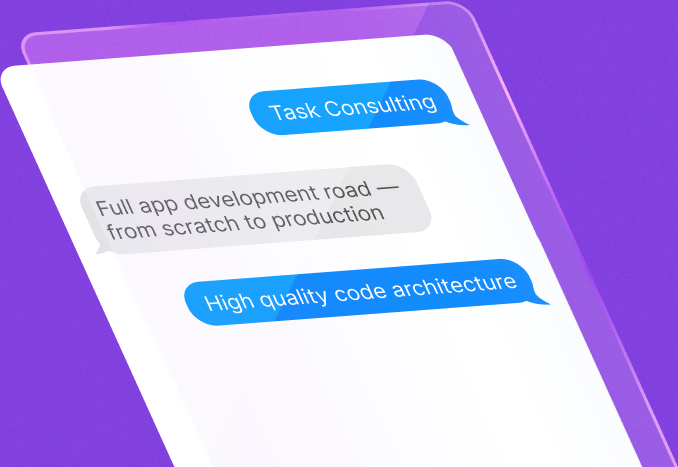 Task Consulting
Full app development road —
from scratch to production
High quality code architecture